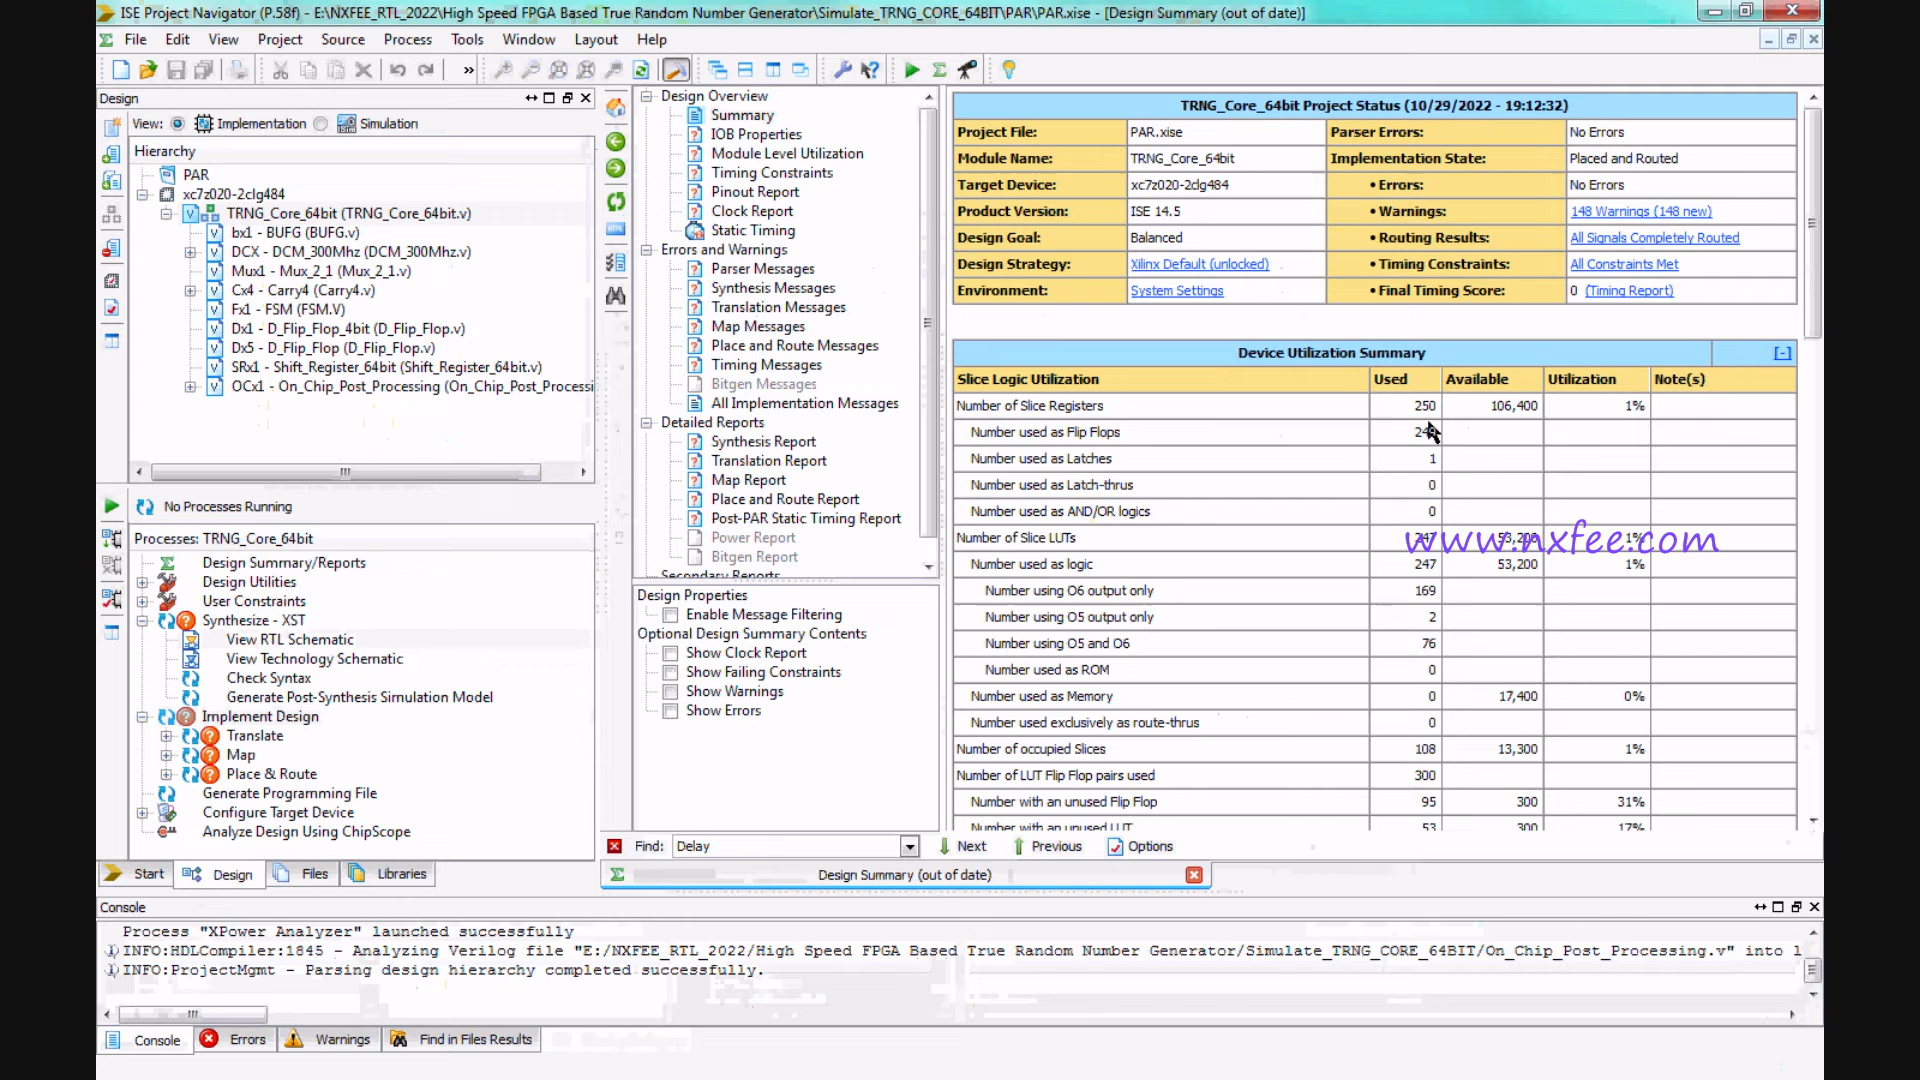 ISE Project Navigator (P.58f) - E:\NXFEE_RTL_2022\High Speed FPGA Based True Random Number Generator\Simulate_TRNG_CORE_64BIT\PAR\PAR.xise - [Design Summary (out of date)]
File Edit View Project Source Process Tools Window Layout Help
»
Design
View: Implementation Simulation
Hierarchy
PAR
xc7z020-2clg484
TRNG_Core_64bit (TRNG_Core_64bit.v)
bx1 - BUFG (BUFG.v)
DCX - DCM_300Mhz (DCM_300Mhz.v)
Mux1 - Mux_2_1 (Mux_2_1.v)
Cx4 - Carry4 (Carry4.v)
Fx1 - FSM (FSM.V)
Dx1 - D_Flip_Flop_4bit (D_Flip_Flop.v)
Dx5 - D_Flip_Flop (D_Flip_Flop.v)
SRx1 - Shift_Register_64bit (Shift_Register_64bit.v)
OCx1 - On_Chip_Post_Processing (On_Chip_Post_Processi
No Processes Running
Processes: TRNG_Core_64bit
Design Summary/Reports
Design Utilities
User Constraints
Synthesize - XST
View RTL Schematic
View Technology Schematic
Check Syntax
Generate Post-Synthesis Simulation Model
Implement Design
Translate
Map
Place & Route
Generate Programming File
Configure Target Device
Analyze Design Using ChipScope
Start Design Files Libraries
Design Overview
Summary
IOB Properties
Module Level Utilization
Timing Constraints
Pinout Report
Clock Report
Static Timing
Errors and Warnings
Parser Messages
Synthesis Messages
Translation Messages
Map Messages
Place and Route Messages
Timing Messages
Bitgen Messages
All Implementation Messages
Detailed Reports
Synthesis Report
Translation Report
Map Report
Place and Route Report
Post-PAR Static Timing Report
Power Report
Bitgen Report
Secondary Reports
Design Properties
Enable Message Filtering
Optional Design Summary Contents
Show Clock Report
Show Failing Constraints
Show Warnings
Show Errors
TRNG_Core_64bit Project Status (10/29/2022 - 19:12:32)
Project File: PAR.xise Parser Errors: No Errors
Module Name: TRNG_Core_64bit Implementation State: Placed and Routed
Target Device: xc7z020-2clg484 • Errors: No Errors
Product Version: ISE 14.5 • Warnings: 148 Warnings (148 new)
Design Goal: Balanced • Routing Results: All Signals Completely Routed
Design Strategy: Xilinx Default (unlocked) • Timing Constraints: All Constraints Met
Environment: System Settings • Final Timing Score: 0 (Timing Report)
Device Utilization Summary [-]
Slice Logic Utilization Used Available Utilization Note(s)
Number of Slice Registers 250 106,400 1%
Number used as Flip Flops
Number used as Latches 1
Number used as Latch-thrus 0
Number used as AND/OR logics 0
Number of Slice LUTs 247 53,200 1%
www.nxfee.com
Number used as logic 247 53,200 1%
Number using O6 output only 169
Number using O5 output only 2
Number using O5 and O6 76
Number used as ROM 0
Number used as Memory 0 17,400 0%
Number used exclusively as route-thrus 0
Number of occupied Slices 108 13,300 1%
Number of LUT Flip Flop pairs used 300
Number with an unused Flip Flop 95 300 31%
Number with an unused LUT 53 300 17%
Find: Delay Next Previous Options
Design Summary (out of date)
Console
Process "XPower Analyzer" launched successfully
INFO:HDLCompiler:1845 - Analyzing Verilog file "E:/NXFEE_RTL_2022/High Speed FPGA Based True Random Number Generator/Simulate_TRNG_CORE_64BIT/On_Chip_Post_Processing.v" into l
INFO:ProjectMgmt - Parsing design hierarchy completed successfully.
Console Errors Warnings Find in Files Results